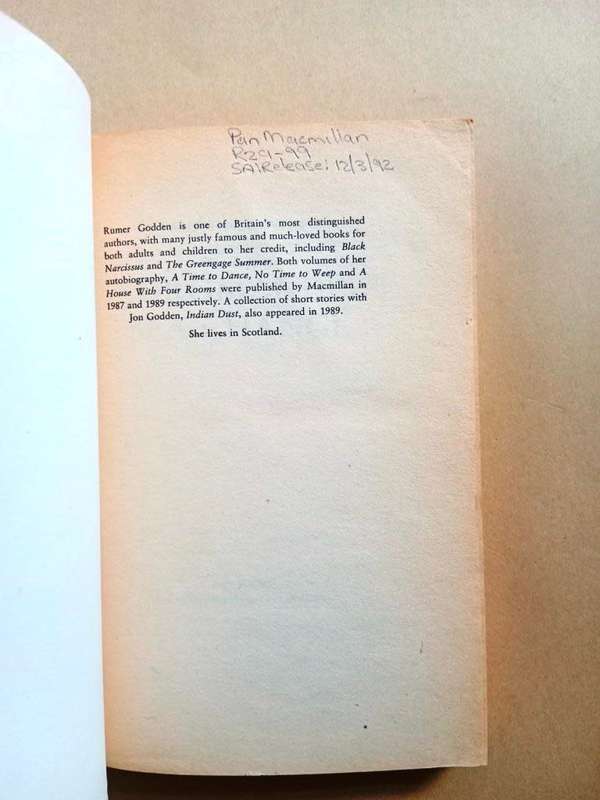 Pan Macmillan
R29-99
SA: Release: 12/3/92
Rumer Godden is one of Britain's most distinguished
authors, with many justly famous and much-loved books for
both adults and children to her credit, including Black
Narcissus and The Greengage Summer. Both volumes of her
autobiography, A Time to Dance, No Time to Weep and A
House With Four Rooms were published by Macmillan in
1987 and 1989 respectively. A collection of short stories with
Jon Godden, Indian Dust, also appeared in 1989.
She lives in Scotland.